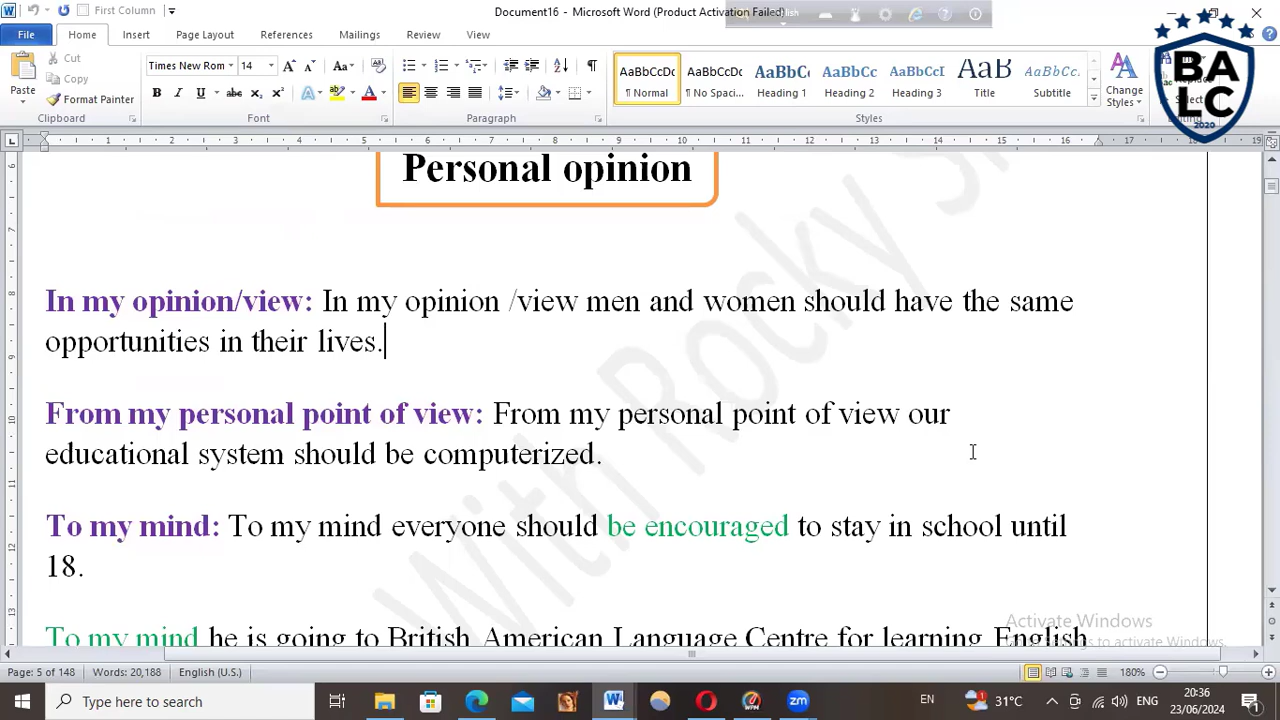 First Column
Document16 - Microsoft Word (Product Activation Failed)
File Home Insert Page Layout References Mailings Review View
Paste
Cut
Copy
Format Painter
Clipboard
Times New Rom 14
Font
Paragraph
AaBbCcDc AaBbCcDc AaBbC AaBbCc AaBbCcI AaB AaBbCc
¶ Normal ¶ No Spaci... Heading 1 Heading 2 Heading 3 Title Subtitle
Change
Styles
Styles
BA
LC
2020
Personal opinion
In my opinion/view: In my opinion /view men and women should have the same
opportunities in their lives.
From my personal point of view: From my personal point of view our
educational system should be computerized.
To my mind: To my mind everyone should be encouraged to stay in school until
18.
To my mind he is going to British American Language Centre for learning English
With Rocky
Activate Windows
Page: 5 of 148 Words: 20,188 English (U.S.) 180%
Type here to search
EN 31°C ENG
20:36
23/06/2024